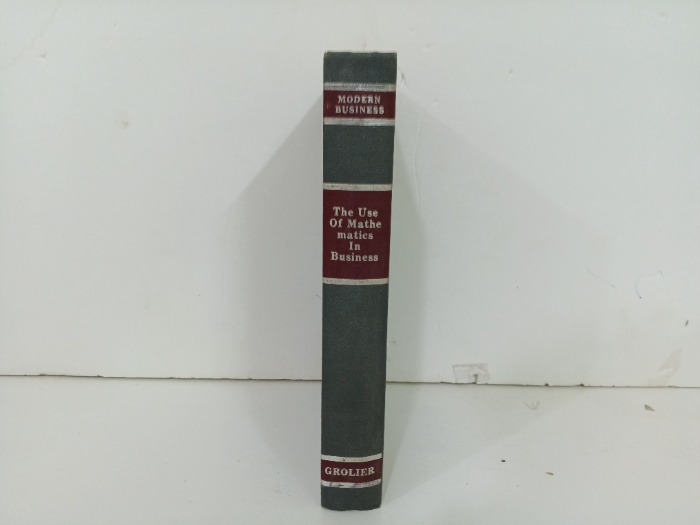 MODERN
BUSINESS
The Use
Of Mathe
matics
In
Business
GROLIER